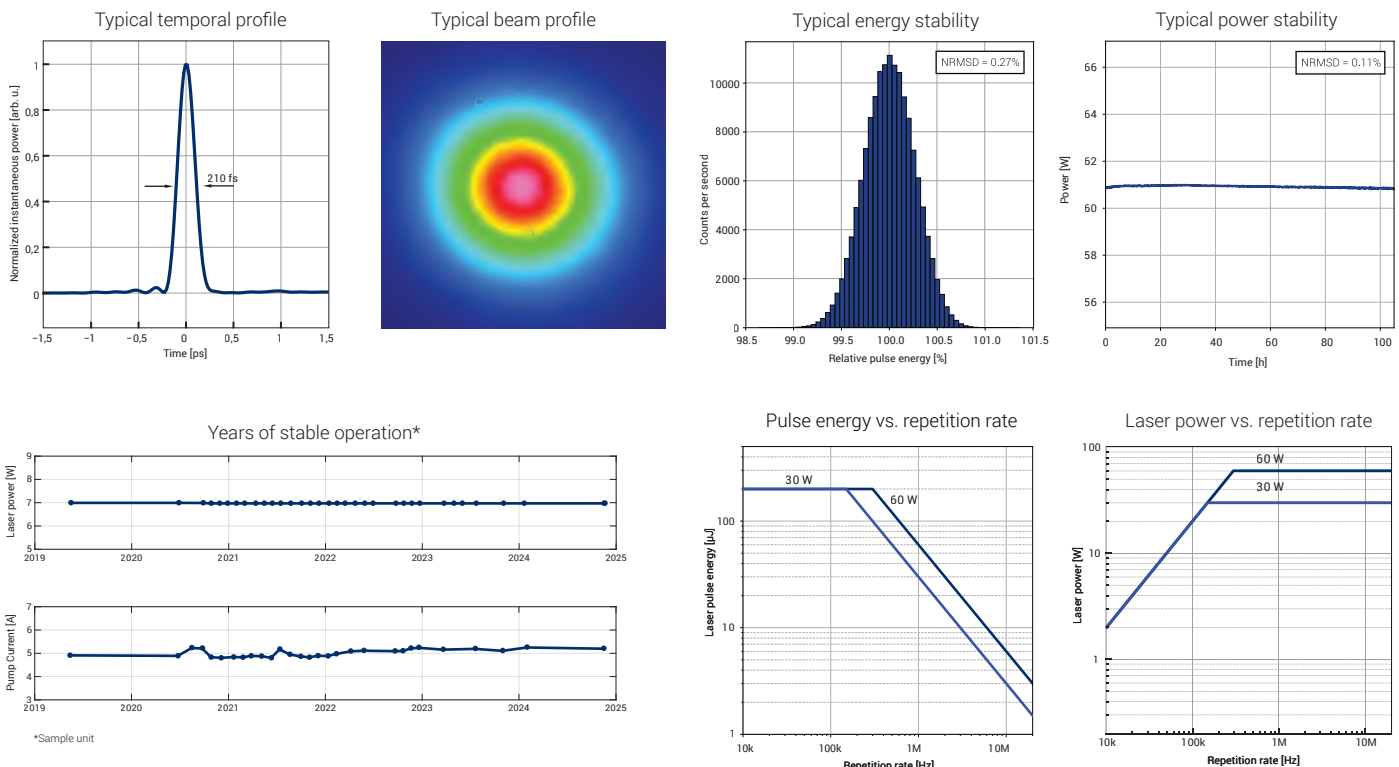 Typical temporal profile
Normalized instantaneous power [arb. u.]
1
0,8
0,6
0,4
0,2
0
210 fs
−1,5 −1 −0,5 0 0,5 1 1,5
Time [ps]
Typical beam profile
Typical energy stability
Counts per second
10000
8000
6000
4000
2000
0
NRMSD = 0.27%
98.5 99.0 99.5 100.0 100.5 101.0 101.5
Relative pulse energy [%]
Typical power stability
Power [W]
66
64
62
60
58
56
NRMSD = 0.11%
0 20 40 60 80 100
Time [h]
Years of stable operation*
Laser power [W]
9
8
7
6
5
2019 2020 2021 2022 2023 2024 2025
Pump Current [A]
7
6
5
4
3
2019 2020 2021 2022 2023 2024 2025
*Sample unit
Pulse energy vs. repetition rate
Laser pulse energy [µJ]
100
10
1
30 W
60 W
10k 100k 1M 10M
Repetition rate [Hz]
Laser power vs. repetition rate
Laser power [W]
100
10
1
60 W
30 W
10k 100k 1M 10M
Repetition rate [Hz]